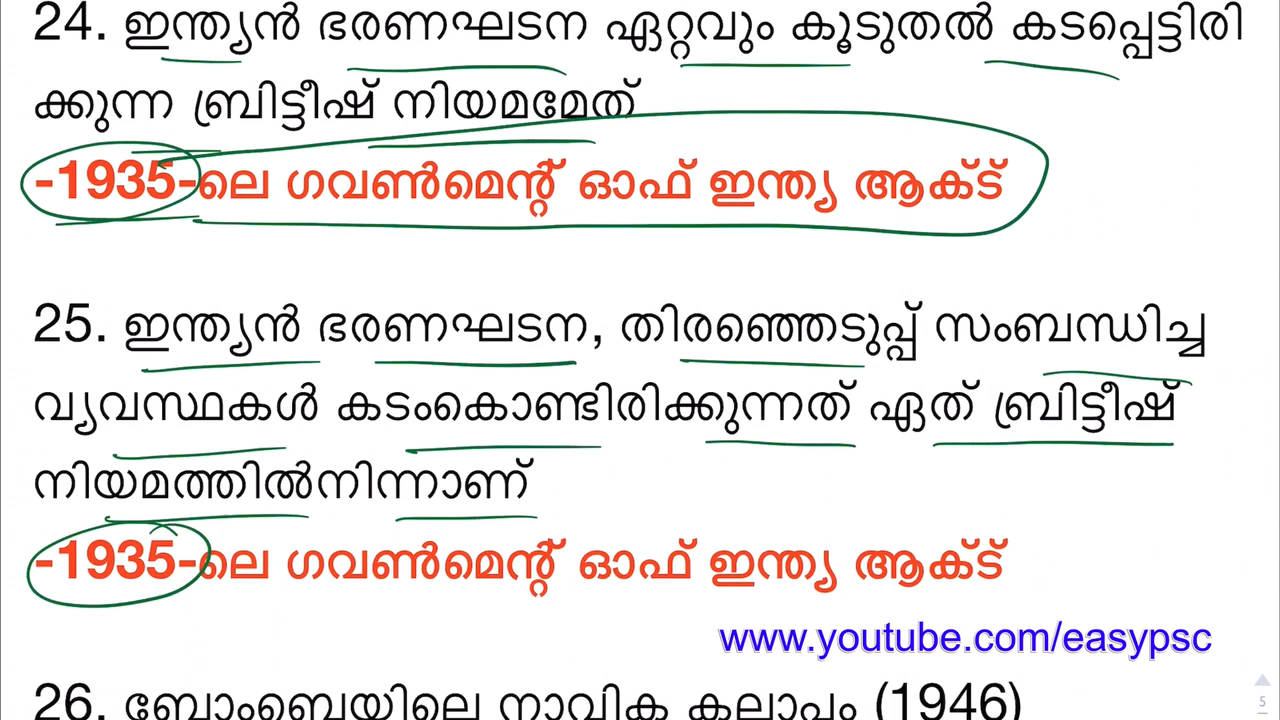 24. ഇന്ത്യൻ ഭരണഘടന ഏറ്റവും കൂടുതൽ കടപ്പെട്ടിരി
ക്കുന്ന ബ്രിട്ടീഷ് നിയമമേത്
-1935-ലെ ഗവൺമെന്റ് ഓഫ് ഇന്ത്യ ആക്ട്
25. ഇന്ത്യൻ ഭരണഘടന, തിരഞ്ഞെടുപ്പ് സംബന്ധിച്ച
വ്യവസ്ഥകൾ കടംകൊണ്ടിരിക്കുന്നത് ഏത് ബ്രിട്ടീഷ്
നിയമത്തിൽനിന്നാണ്
-1935-ലെ ഗവൺമെന്റ് ഓഫ് ഇന്ത്യ ആക്ട്
www.youtube.com/easypsc
26. ബോംബെയിലെ നാവിക കലാപം (1946)
5